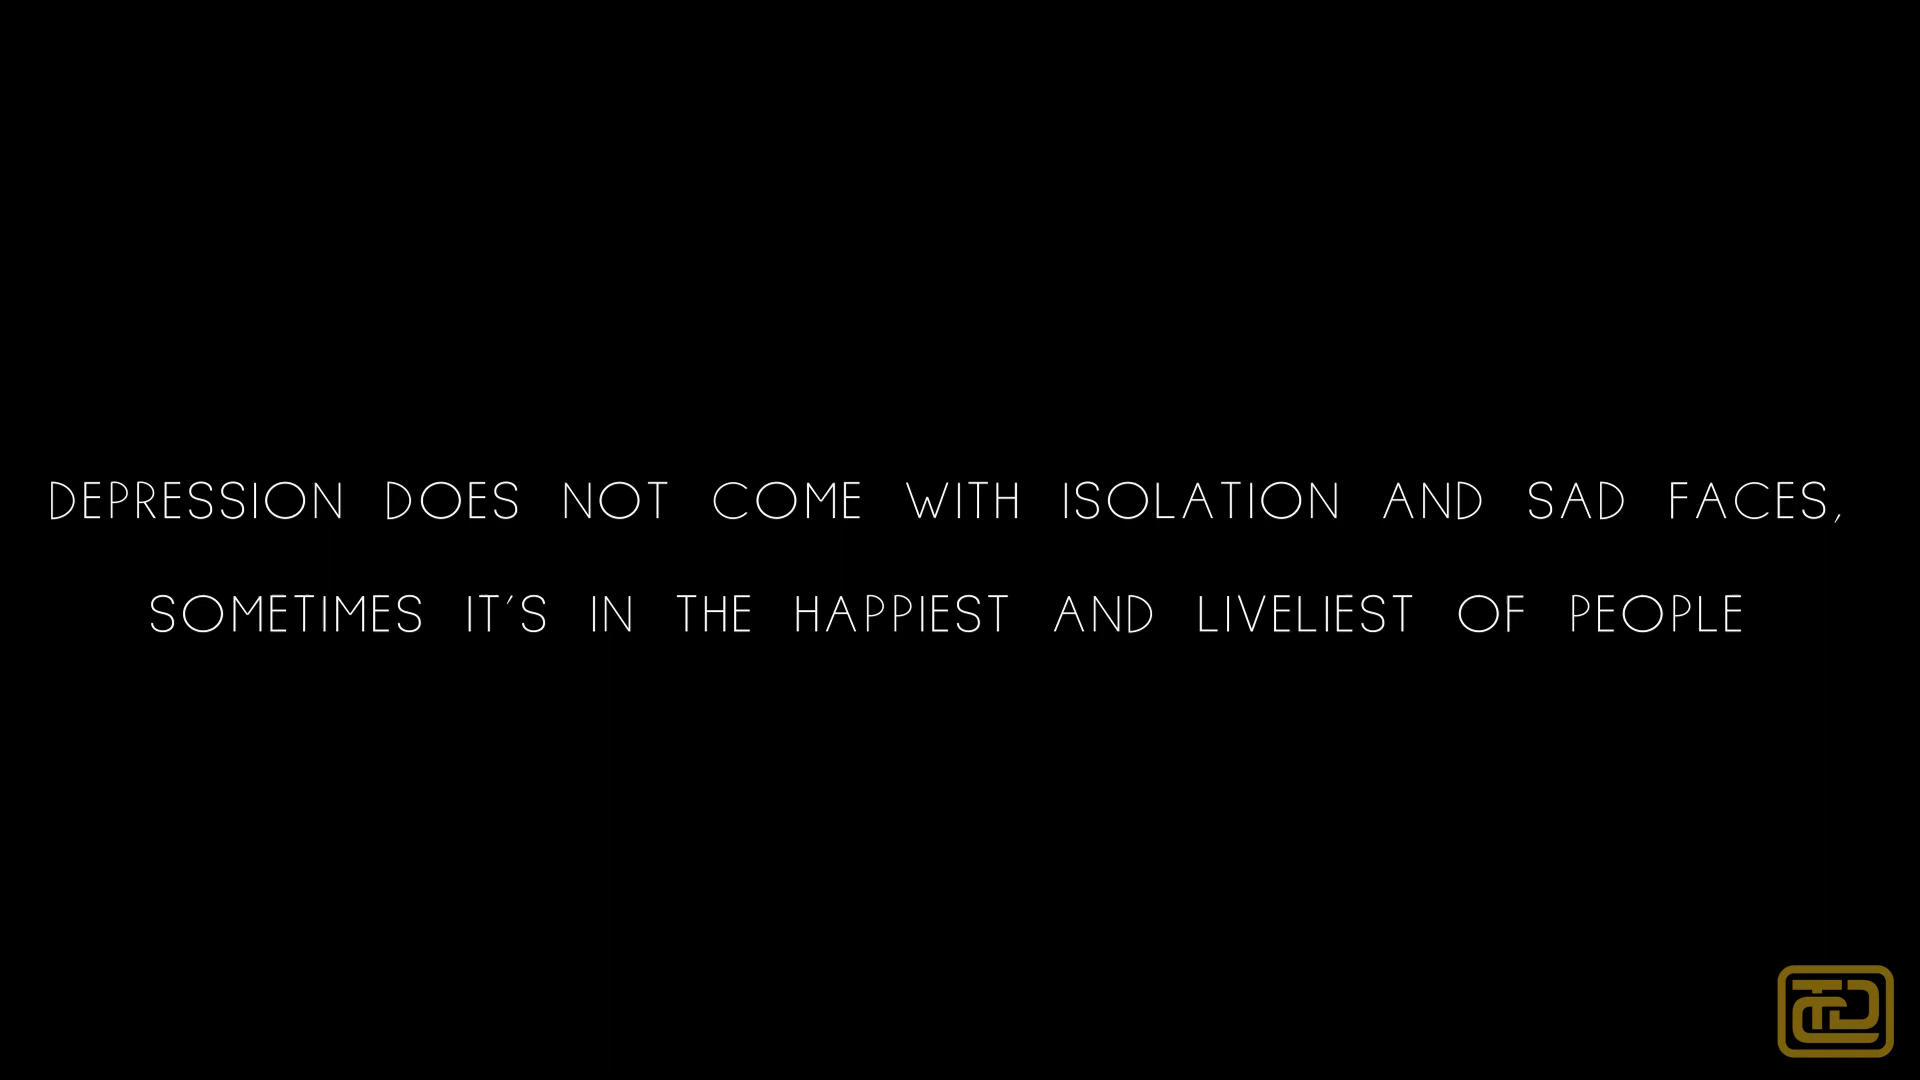 DEPRESSION DOES NOT COME WITH ISOLATION AND SAD FACES,
SOMETIMES IT'S IN THE HAPPIEST AND LIVELIEST OF PEOPLE